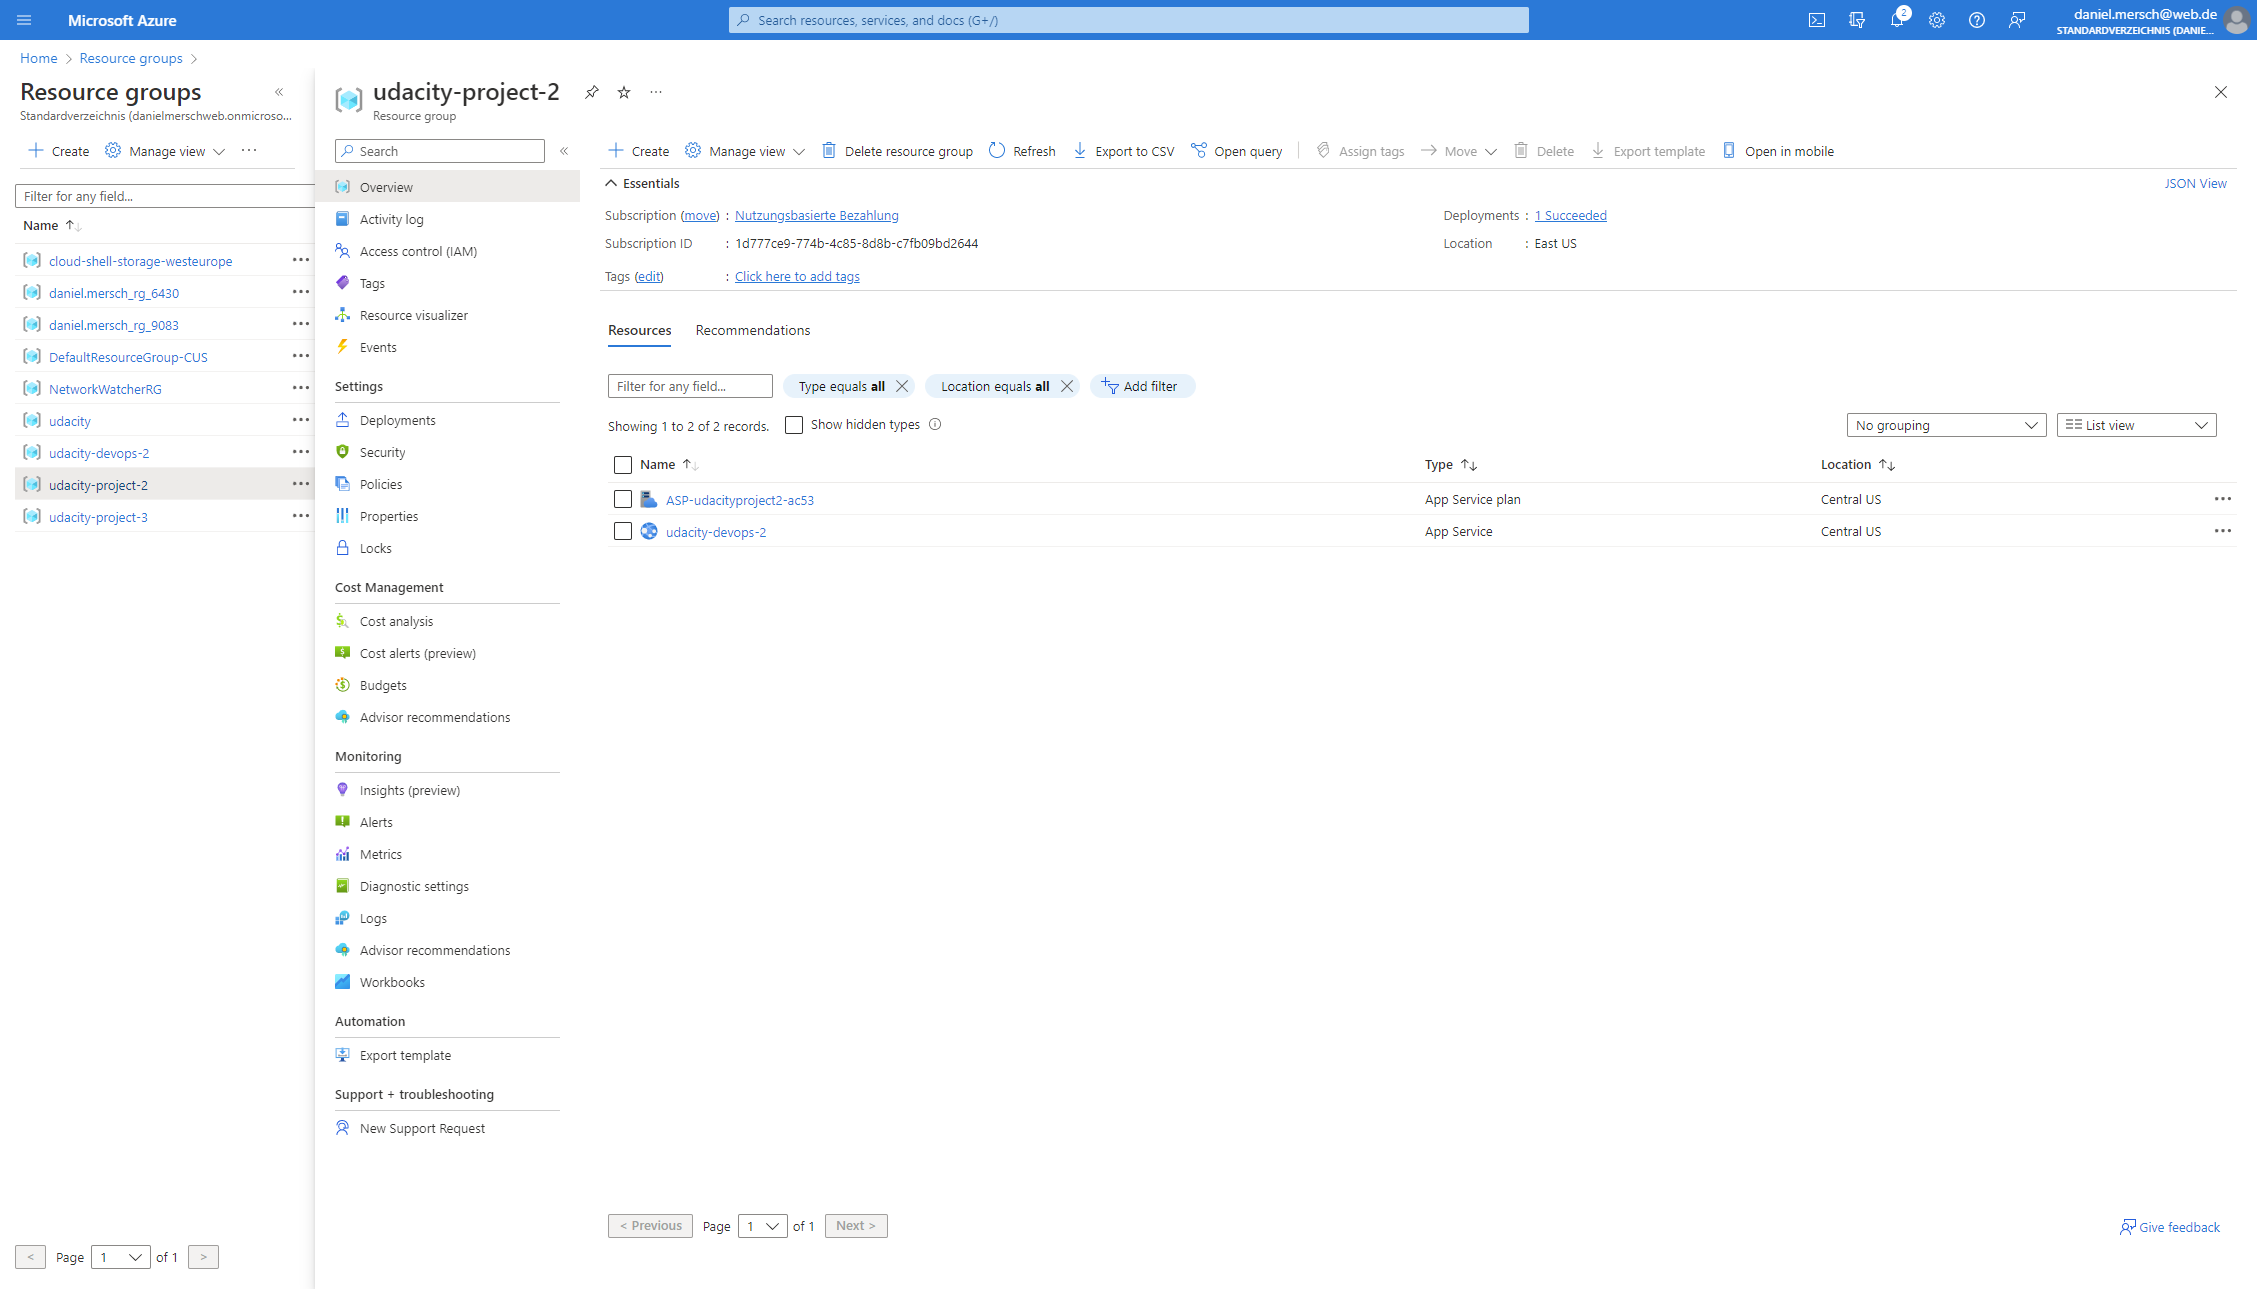 Microsoft Azure
Search resources, services, and docs (G+/)
2
daniel.mersch@web.de
STANDARDVERZEICHNIS (DANIE...
Home
Resource groups
Resource groups
Standardverzeichnis (danielmerschweb.onmicroso...
Create
Manage view
Filter for any field...
Name
cloud-shell-storage-westeurope
daniel.mersch_rg_6430
daniel.mersch_rg_9083
DefaultResourceGroup-CUS
NetworkWatcherRG
udacity
udacity-devops-2
udacity-project-2
udacity-project-3
< Page 1 of 1 >
udacity-project-2
Resource group
Search
Overview
Activity log
Access control (IAM)
Tags
Resource visualizer
Events
Settings
Deployments
Security
Policies
Properties
Locks
Cost Management
Cost analysis
Cost alerts (preview)
Budgets
Advisor recommendations
Monitoring
Insights (preview)
Alerts
Metrics
Diagnostic settings
Logs
Advisor recommendations
Workbooks
Automation
Export template
Support + troubleshooting
New Support Request
Create Manage view Delete resource group Refresh Export to CSV Open query Assign tags Move Delete Export template Open in mobile
Essentials
JSON View
Subscription (move) : Nutzungsbasierte Bezahlung
Deployments : 1 Succeeded
Subscription ID : 1d777ce9-774b-4c85-8d8b-c7fb09bd2644
Location : East US
Tags (edit) : Click here to add tags
Resources Recommendations
Filter for any field... Type equals all Location equals all Add filter
Showing 1 to 2 of 2 records. Show hidden types
No grouping List view
Name Type Location
ASP-udacityproject2-ac53 App Service plan Central US
udacity-devops-2 App Service Central US
< Previous Page 1 of 1 Next >
Give feedback